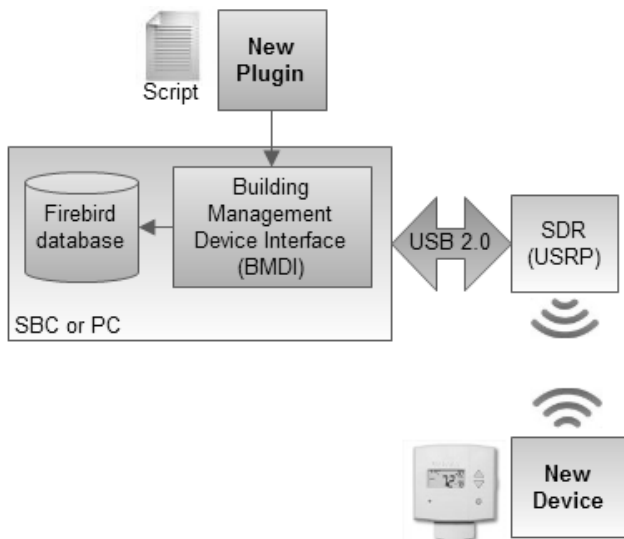 New
Plugin
Script
Firebird
database
Building
Management
Device Interface
(BMDI)
USB 2.0
SDR
(USRP)
SBC or PC
72
New
Device